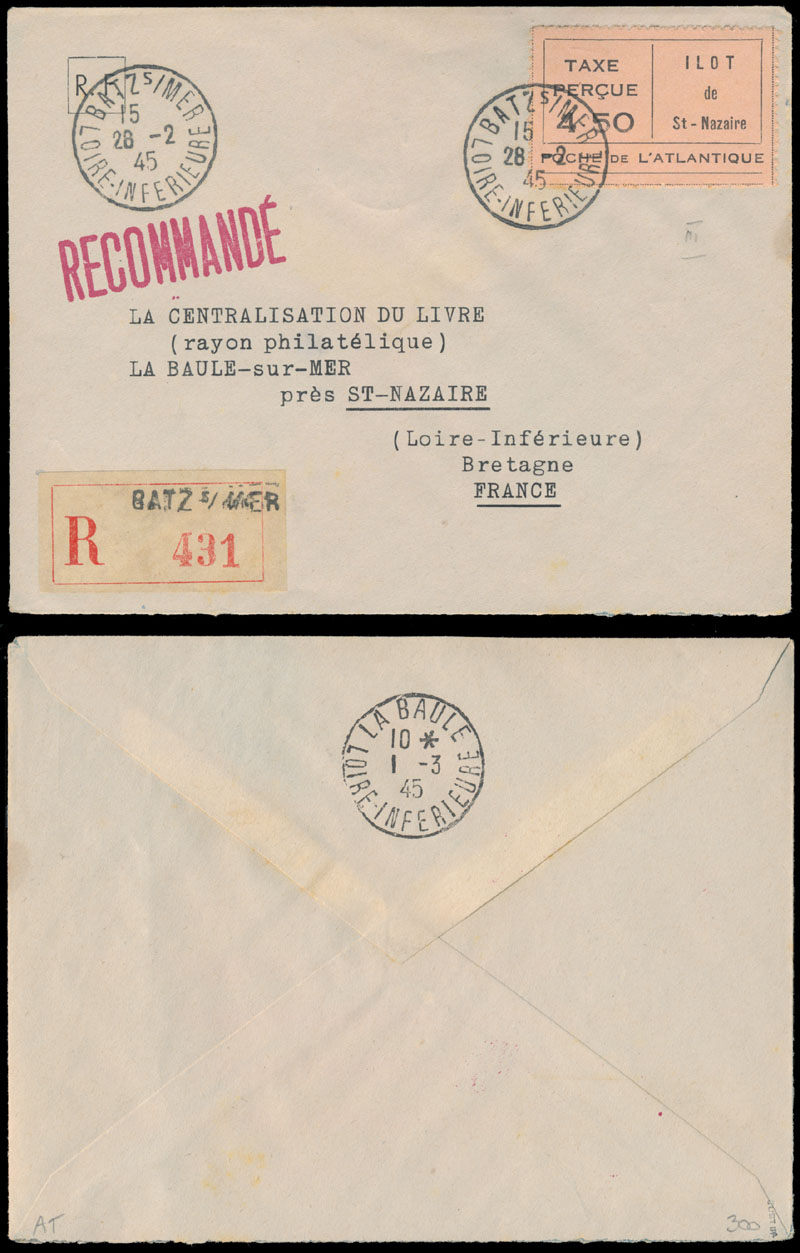 R.F
BATZ S/MER
15
28 -2
45
LOIRE-INFERIEURE
BATZ S/MER
15
28 -2
45
LOIRE-INFERIEURE
TAXE
PERÇUE
4 50
ILOT
de
St-Nazaire
POCHE DE L'ATLANTIQUE
III
RECOMMANDÉ
LA CENTRALISATION DU LIVRE
(rayon philatélique)
LA BAULE-sur-MER
près ST-NAZAIRE
(Loire-Inférieure)
Bretagne
FRANCE
BATZ S/MER
R 431
LA BAULE
10 *
1 -3
45
LOIRE-INFERIEURE
AT
300